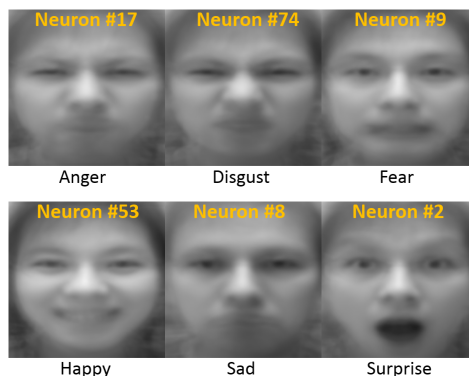 Neuron #17 Neuron #74 Neuron #9
Anger Disgust Fear
Neuron #53 Neuron #8 Neuron #2
Happy Sad Surprise